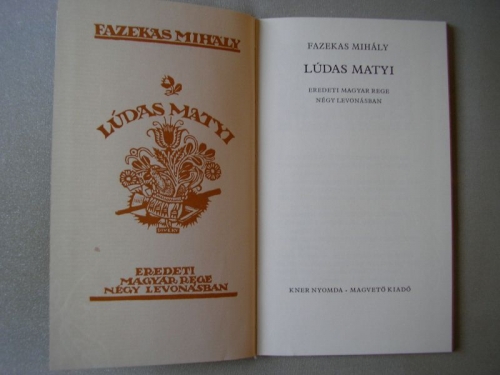 FAZEKAS MIHÁLY
LÚDAS MATYI
EREDETI
MAGYAR REGE
NÉGY LEVONÁSBAN
FAZEKAS MIHÁLY
LÚDAS MATYI
EREDETI MAGYAR REGE
NÉGY LEVONÁSBAN
KNER NYOMDA - MAGVETŐ KIADÓ